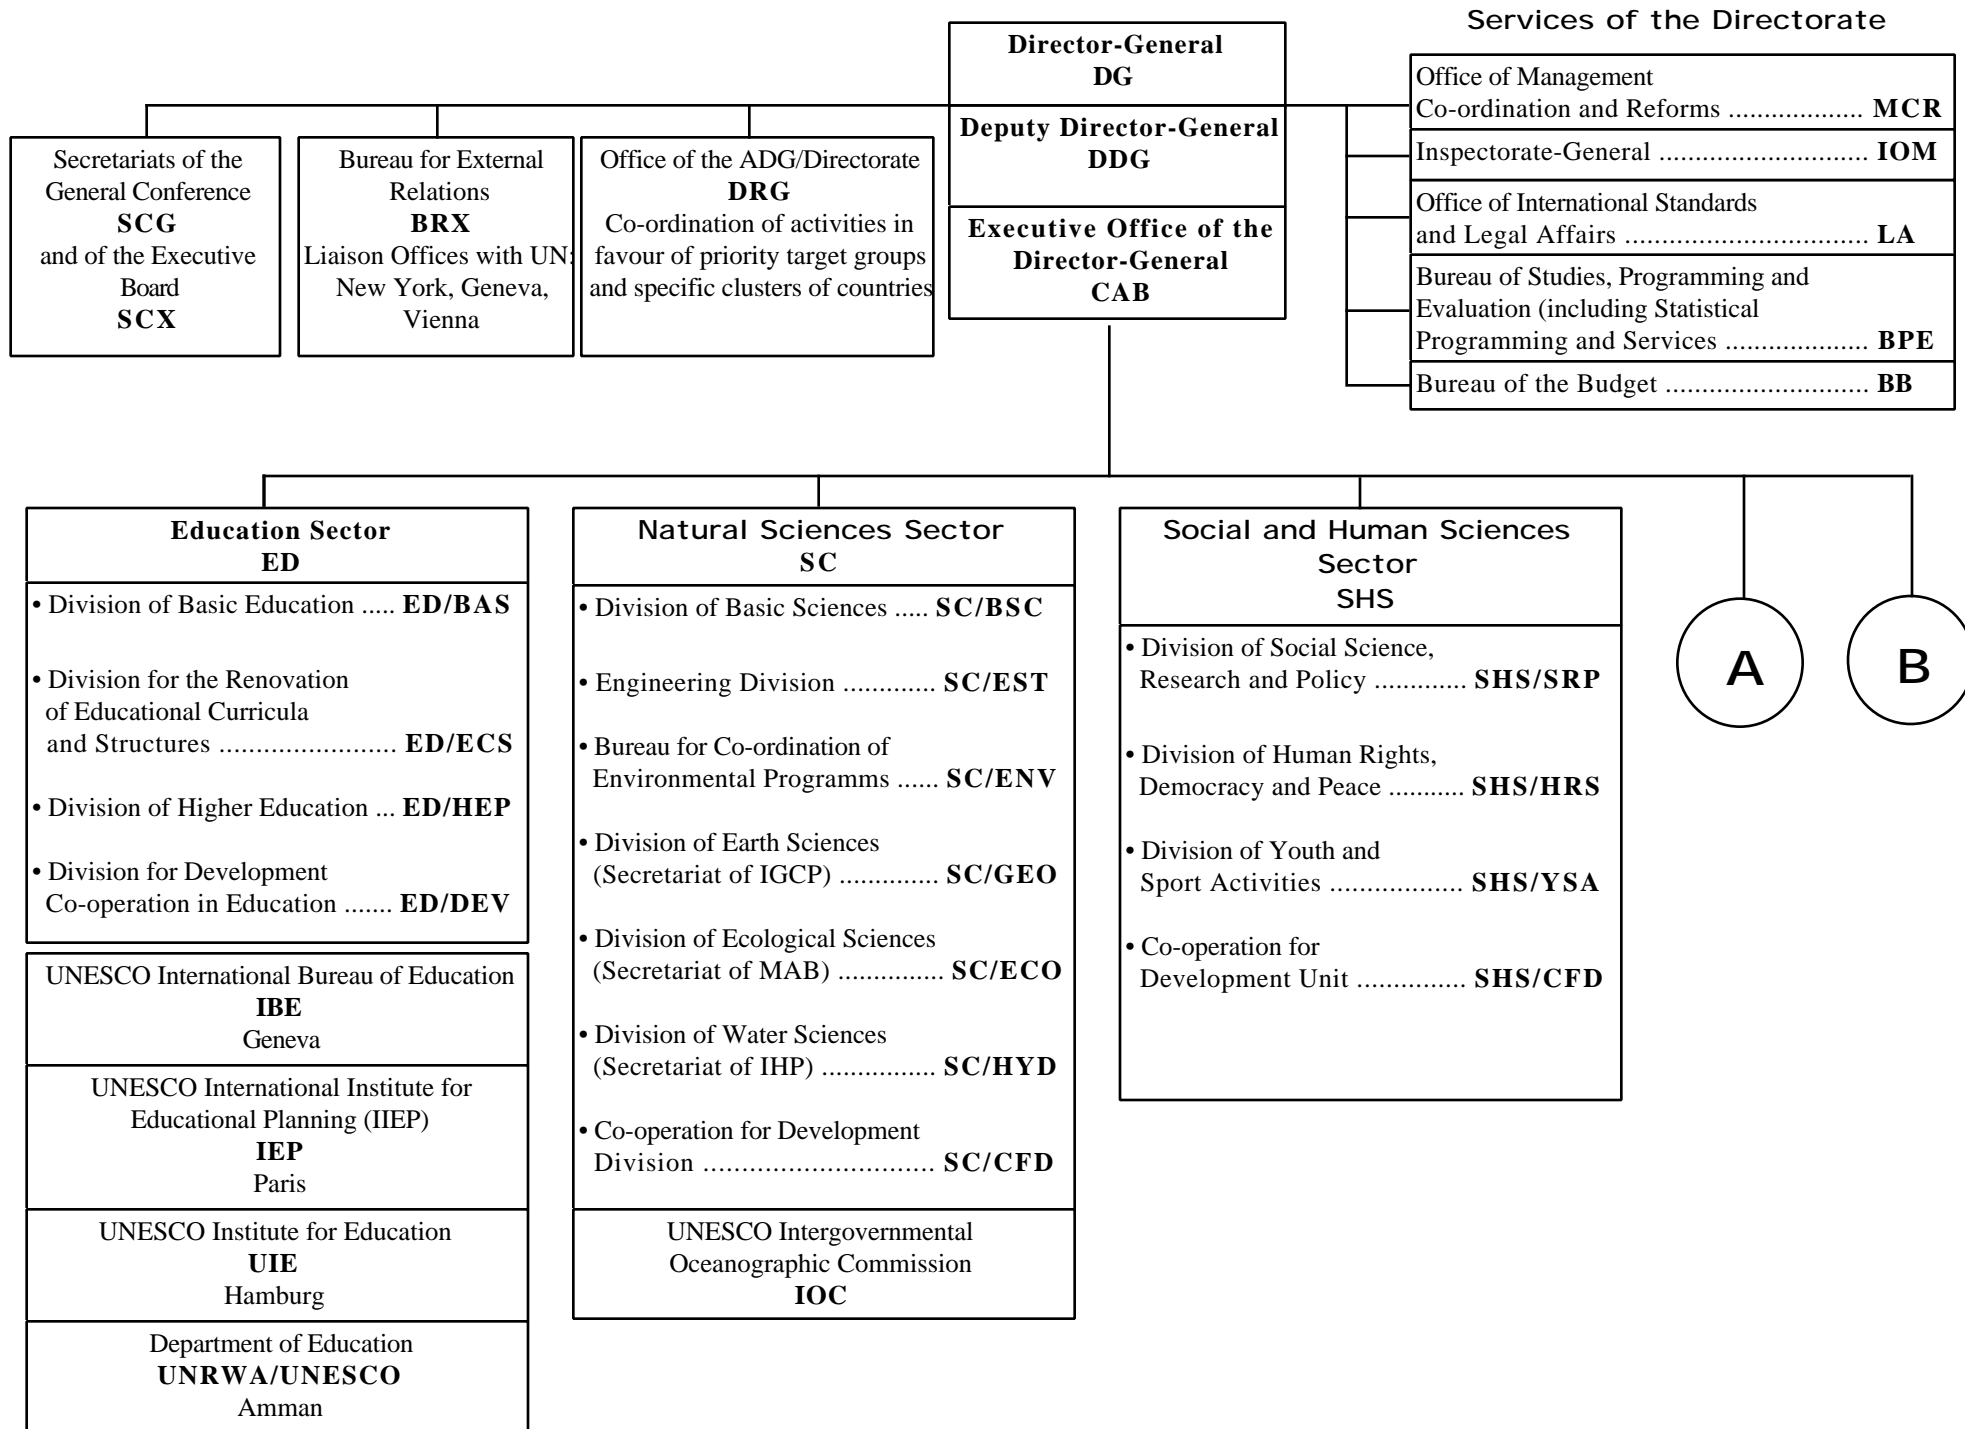 Services of the Directorate
Director-General
DG
Deputy Director-General
DDG
Executive Office of the
Director-General
CAB
Office of Management
Co-ordination and Reforms ................... MCR
Inspectorate-General .............................. IOM
Office of International Standards
and Legal Affairs ................................... LA
Bureau of Studies, Programming and
Evaluation (including Statistical
Programming and Services .................... BPE
Bureau of the Budget ............................. BB
Secretariats of the
General Conference
SCG
and of the Executive
Board
SCX
Bureau for External
Relations
BRX
Liaison Offices with UN:
New York, Geneva,
Vienna
Office of the ADG/Directorate
DRG
Co-ordination of activities in
favour of priority target groups
and specific clusters of countries
Education Sector
ED
• Division of Basic Education ..... ED/BAS
• Division for the Renovation
of Educational Curricula
and Structures ......................... ED/ECS
• Division of Higher Education ... ED/HEP
• Division for Development
Co-operation in Education ....... ED/DEV
UNESCO International Bureau of Education
IBE
Geneva
UNESCO International Institute for
Educational Planning (IIEP)
IEP
Paris
UNESCO Institute for Education
UIE
Hamburg
Department of Education
UNRWA/UNESCO
Amman
Natural Sciences Sector
SC
• Division of Basic Sciences ..... SC/BSC
• Engineering Division ............. SC/EST
• Bureau for Co-ordination of
Environmental Programms ...... SC/ENV
• Division of Earth Sciences
(Secretariat of IGCP) .............. SC/GEO
• Division of Ecological Sciences
(Secretariat of MAB) ............... SC/ECO
• Division of Water Sciences
(Secretariat of IHP) ................ SC/HYD
• Co-operation for Development
Division .............................. SC/CFD
UNESCO Intergovernmental
Oceanographic Commission
IOC
Social and Human Sciences
Sector
SHS
• Division of Social Science,
Research and Policy ............. SHS/SRP
• Division of Human Rights,
Democracy and Peace ........... SHS/HRS
• Division of Youth and
Sport Activities .................. SHS/YSA
• Co-operation for
Development Unit ................ SHS/CFD
A
B